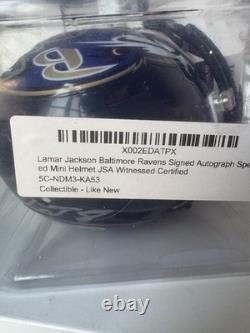 B
X002EDATPX
Lamar Jackson Baltimore Ravens Signed Autograph Spe
ed Mini Helmet JSA Witnessed Certified
5C-NDM3-KA53
Collectible - Like New
ebay